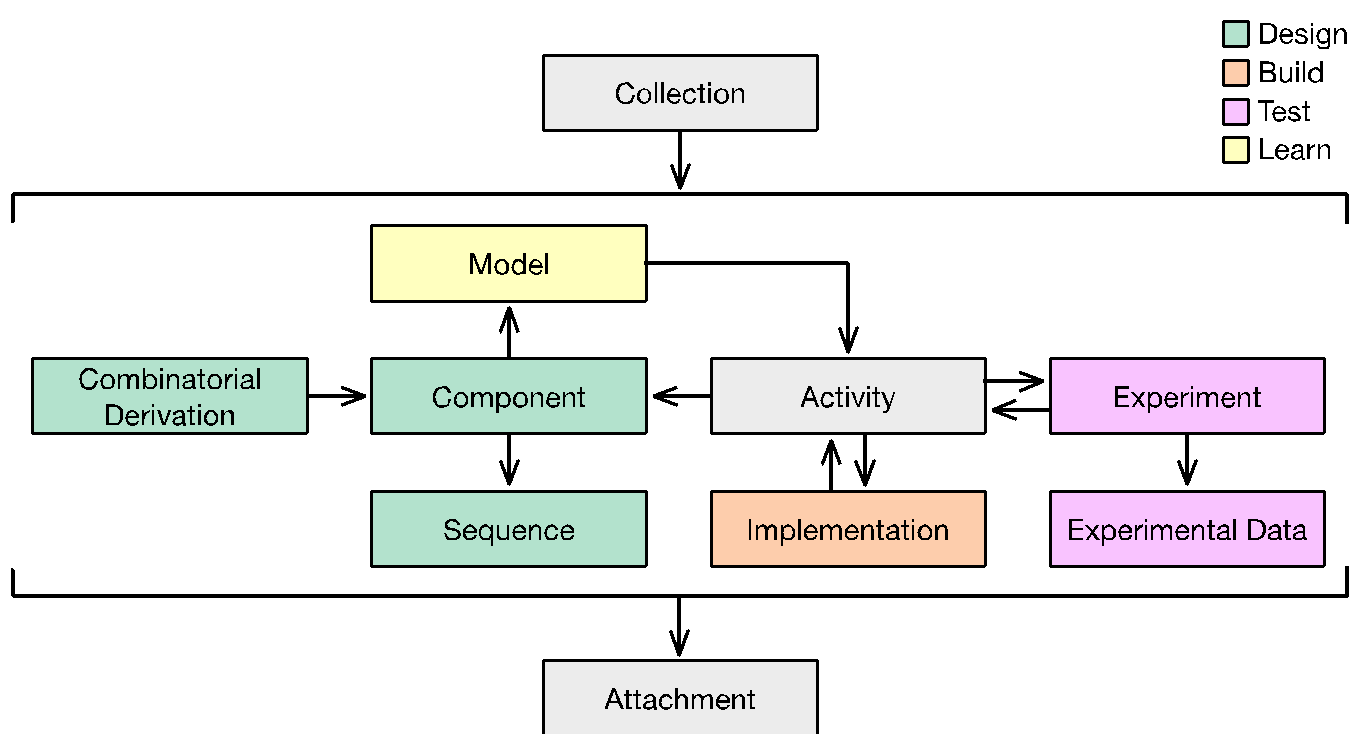 Design
Build
Test
Learn
Collection
Model
Combinatorial
Derivation
Component
Activity
Experiment
Sequence
Implementation
Experimental Data
Attachment